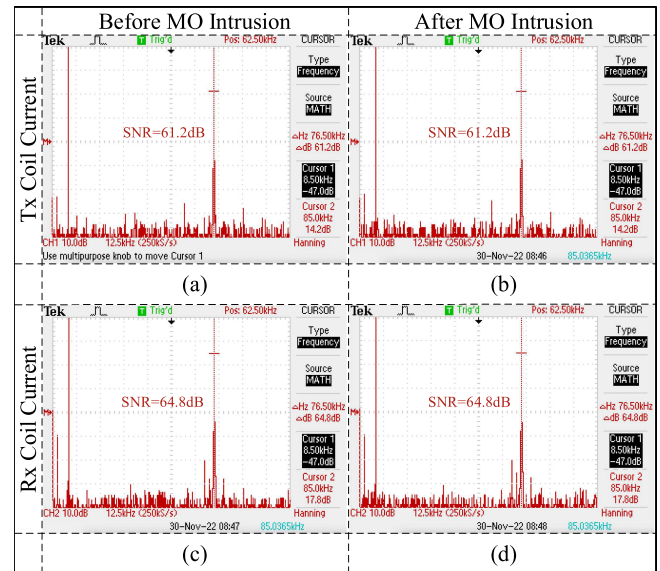 Before MO Intrusion
After MO Intrusion
Tx Coil Current
Tek
T Trig'd
Pos: 62.50kHz
CURSOR
Type
Frequency
Source
MATH
△Hz 76.50kHz
△dB 61.2dB
Cursor 1
8.50kHz
-47.0dB
Cursor 2
85.0kHz
14.2dB
M
SNR=61.2dB
CH1 10.0dB
12.5kHz (250kS/s)
Hanning
Use multipurpose knob to move Cursor 1
(a)
Tek
T Trig'd
Pos: 62.50kHz
CURSOR
Type
Frequency
Source
MATH
△Hz 76.50kHz
△dB 61.2dB
Cursor 1
8.50kHz
-47.0dB
Cursor 2
85.0kHz
14.2dB
M
SNR=61.2dB
CH1 10.0dB
12.5kHz (250kS/s)
Hanning
30-Nov-22 08:46
85.0365kHz
(b)
Rx Coil Current
Tek
T Trig'd
Pos: 62.50kHz
CURSOR
Type
Frequency
Source
MATH
△Hz 76.50kHz
△dB 64.8dB
Cursor 1
8.50kHz
-47.0dB
Cursor 2
85.0kHz
17.8dB
M
SNR=64.8dB
CH2 10.0dB
12.5kHz (250kS/s)
Hanning
30-Nov-22 08:47
85.0365kHz
(c)
Tek
T Trig'd
Pos: 62.50kHz
CURSOR
Type
Frequency
Source
MATH
△Hz 76.50kHz
△dB 64.8dB
Cursor 1
8.50kHz
-47.0dB
Cursor 2
85.0kHz
17.8dB
M
SNR=64.8dB
CH2 10.0dB
12.5kHz (250kS/s)
Hanning
30-Nov-22 08:48
85.0365kHz
(d)